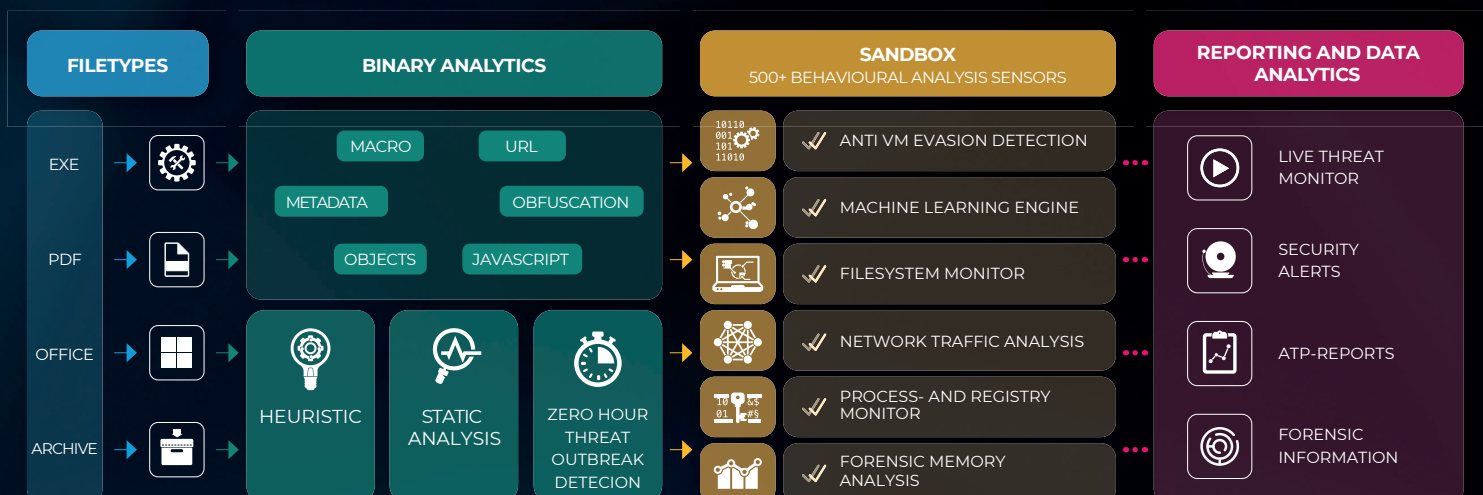 FILETYPES
BINARY ANALYTICS
SANDBOX
500+ BEHAVIOURAL ANALYSIS SENSORS
REPORTING AND DATA
ANALYTICS
EXE
PDF
OFFICE
ARCHIVE
MACRO
URL
METADATA
OBFUSCATION
OBJECTS
JAVASCRIPT
HEURISTIC
STATIC
ANALYSIS
ZERO HOUR
THREAT
OUTBREAK
DETECION
10110
001
101
11010
ANTI VM EVASION DETECTION
MACHINE LEARNING ENGINE
FILESYSTEM MONITOR
NETWORK TRAFFIC ANALYSIS
10 &$
01 #§
PROCESS- AND REGISTRY
MONITOR
FORENSIC MEMORY
ANALYSIS
LIVE THREAT
MONITOR
SECURITY
ALERTS
ATP-REPORTS
FORENSIC
INFORMATION